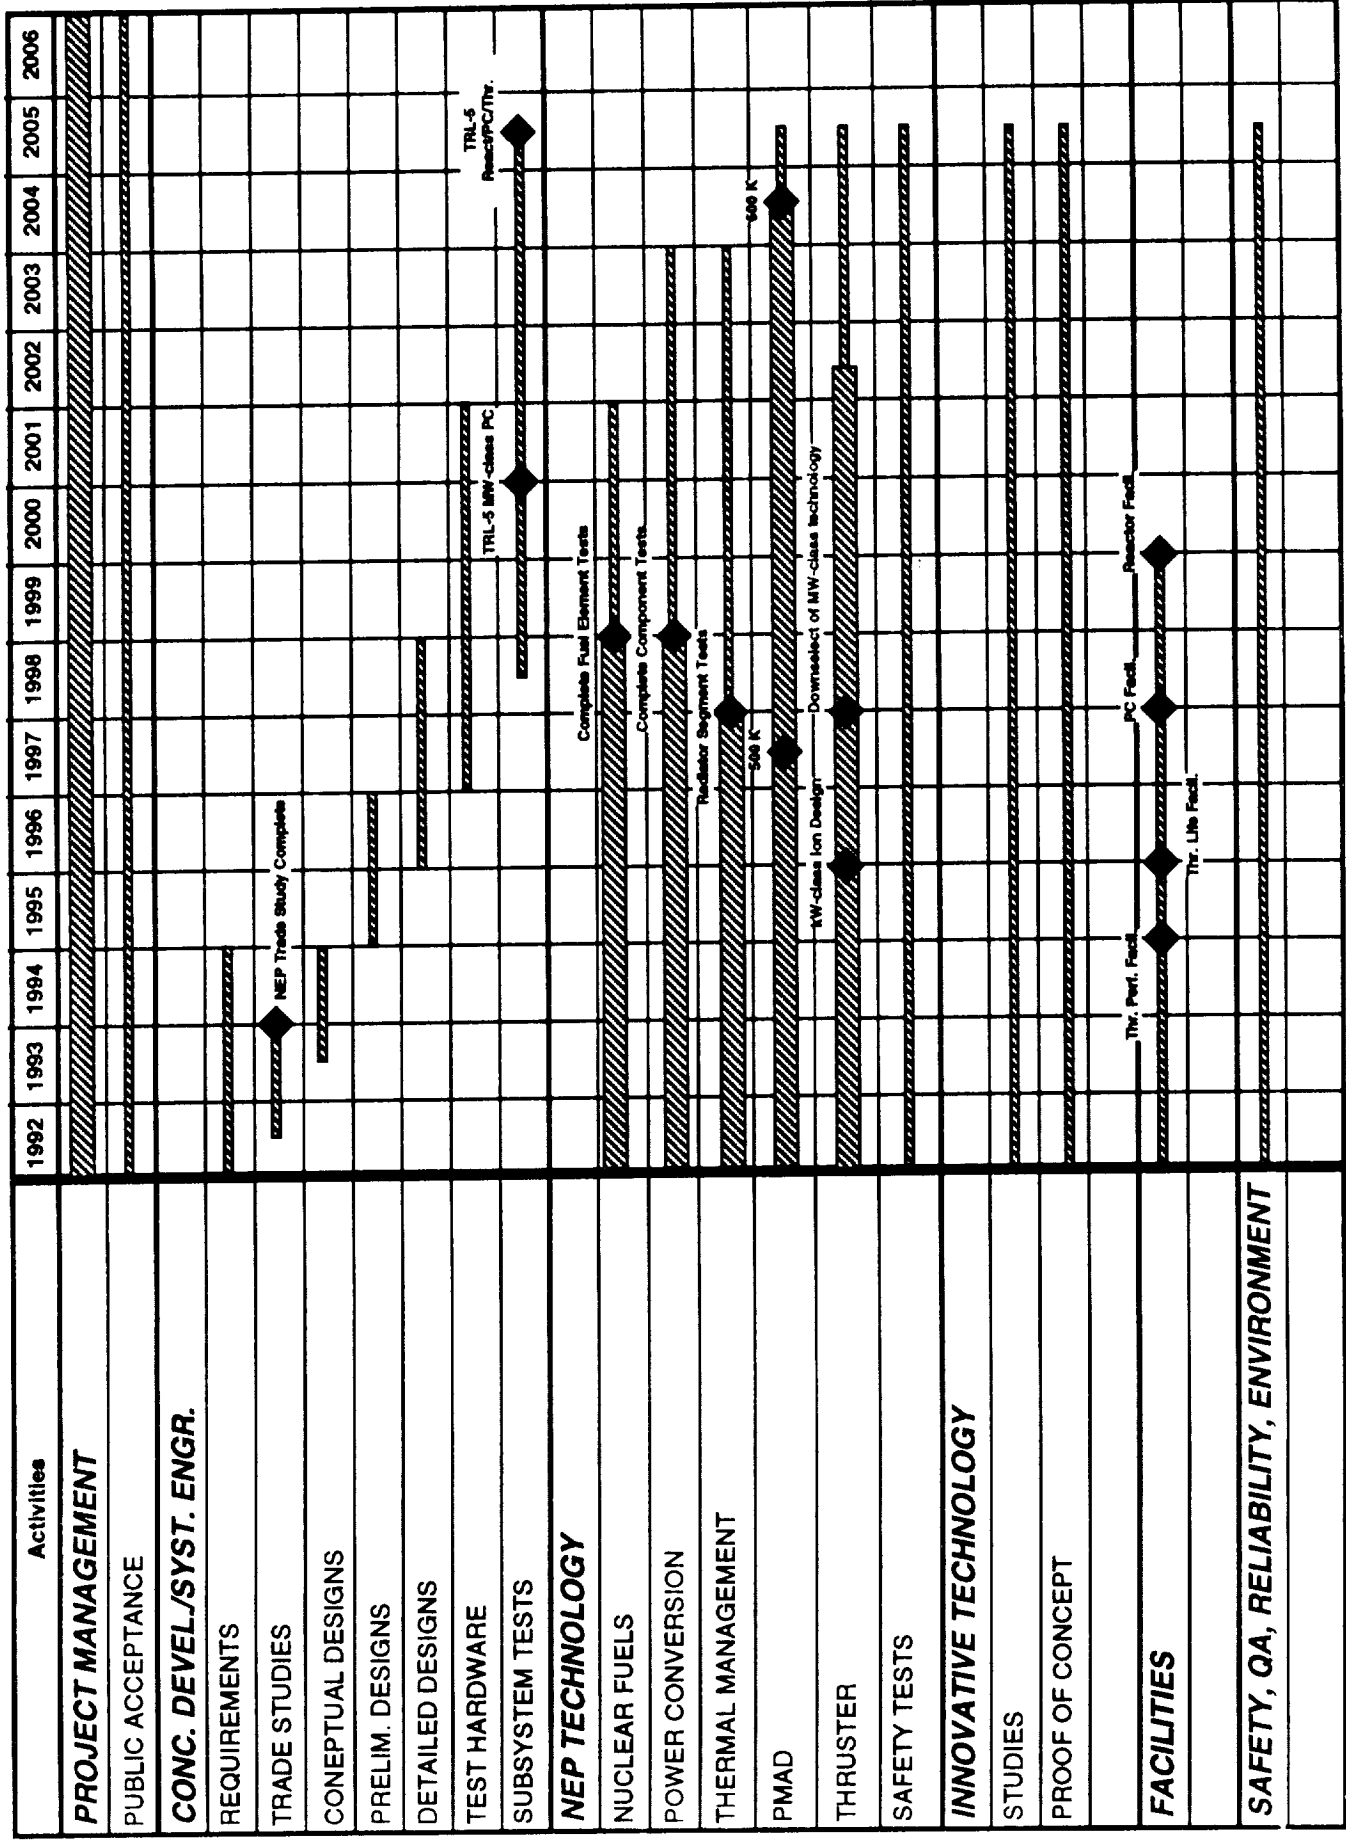 Activities
1992 1993 1994 1995 1996 1997 1998 1999 2000 2001 2002 2003 2004 2005 2006
PROJECT MANAGEMENT
PUBLIC ACCEPTANCE
CONC. DEVEL./SYST. ENGR.
REQUIREMENTS
TRADE STUDIES
NEP Trade Study Complete
CONEPTUAL DESIGNS
PRELIM. DESIGNS
DETAILED DESIGNS
TEST HARDWARE
TRL-5
React/PC/Thr.
TRL-5 MW-class PC
SUBSYSTEM TESTS
NEP TECHNOLOGY
Complete Fuel Element Tests
NUCLEAR FUELS
Complete Component Tests
POWER CONVERSION
Radiator Segment Tests
THERMAL MANAGEMENT
500 K
600 K
PMAD
kW-class Ion Design
Downselect of MW-class technology
THRUSTER
SAFETY TESTS
INNOVATIVE TECHNOLOGY
STUDIES
PROOF OF CONCEPT
Thr. Perf. Facil.
PC Facil.
Reactor Facil.
FACILITIES
Thr. Life Facil.
SAFETY, QA, RELIABILITY, ENVIRONMENT